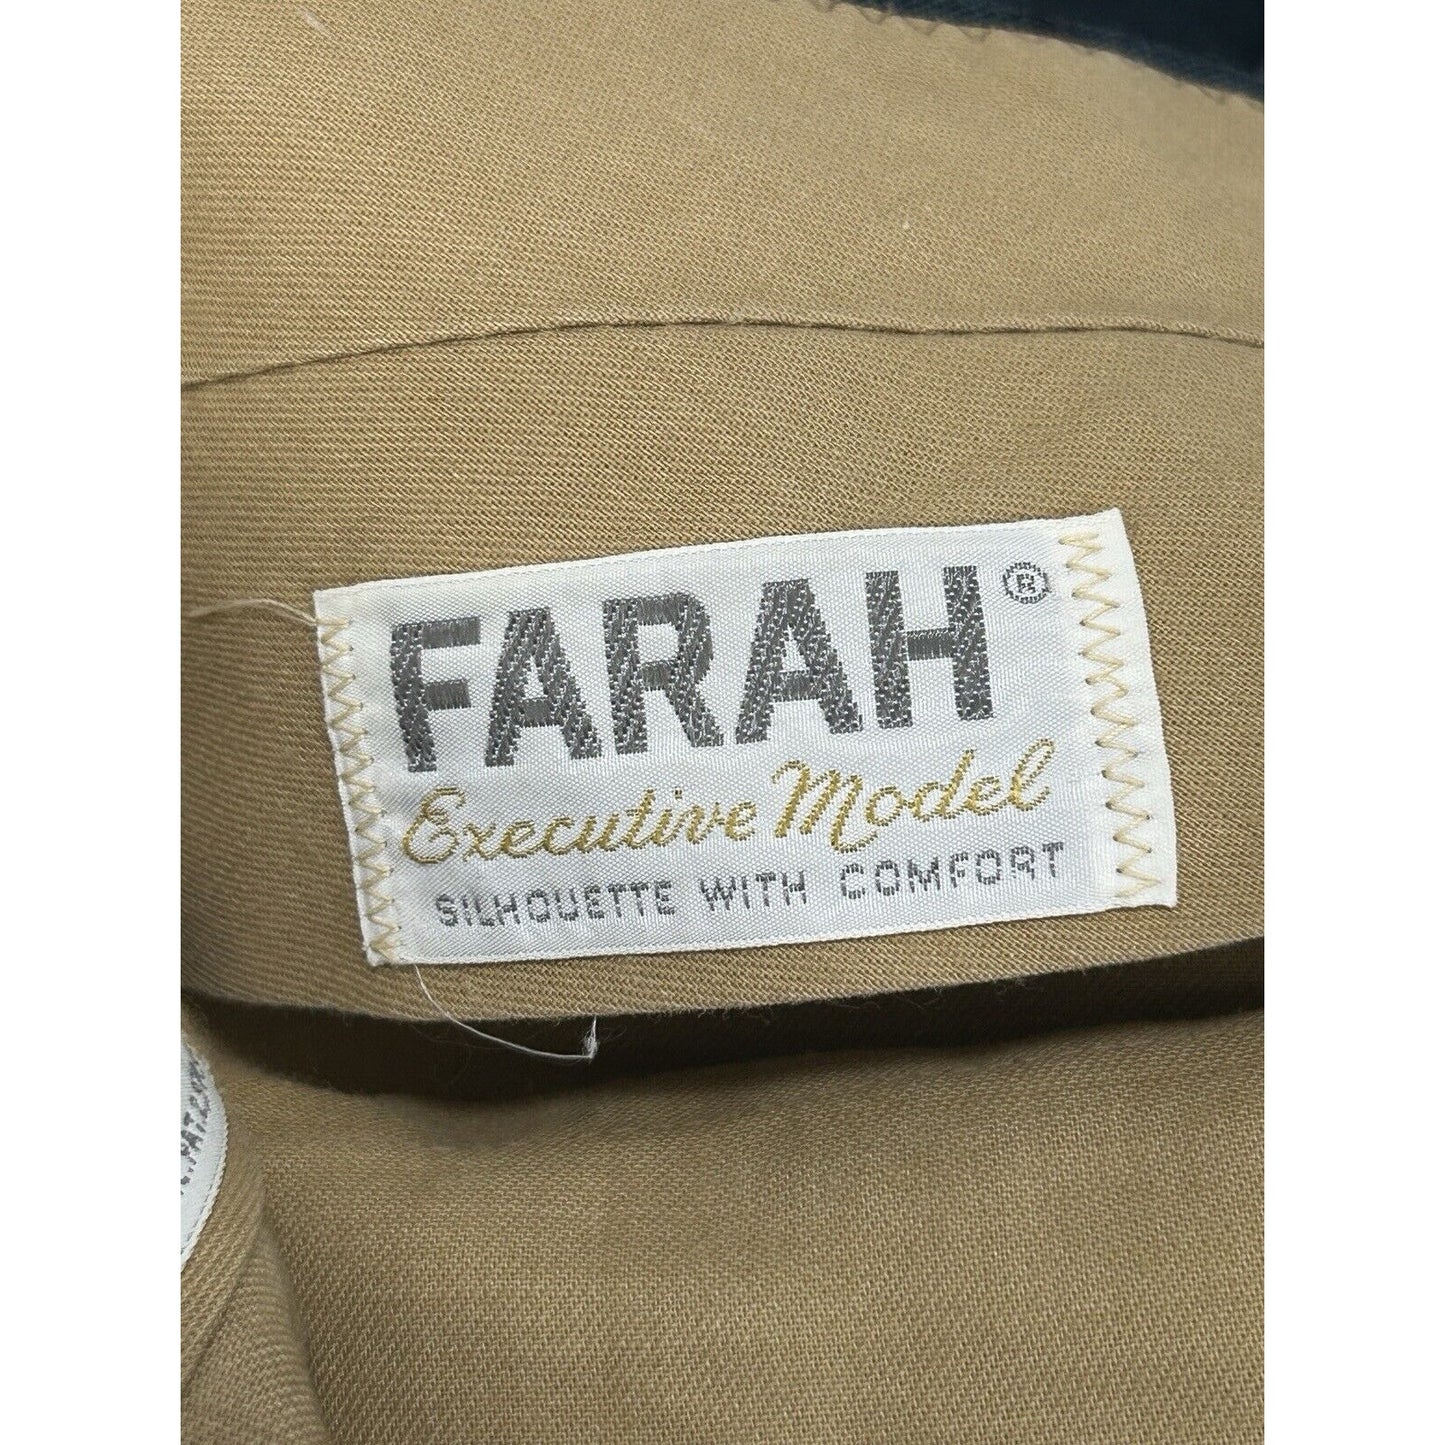 FARAH®
Executive Model
SILHOUETTE WITH COMFORT